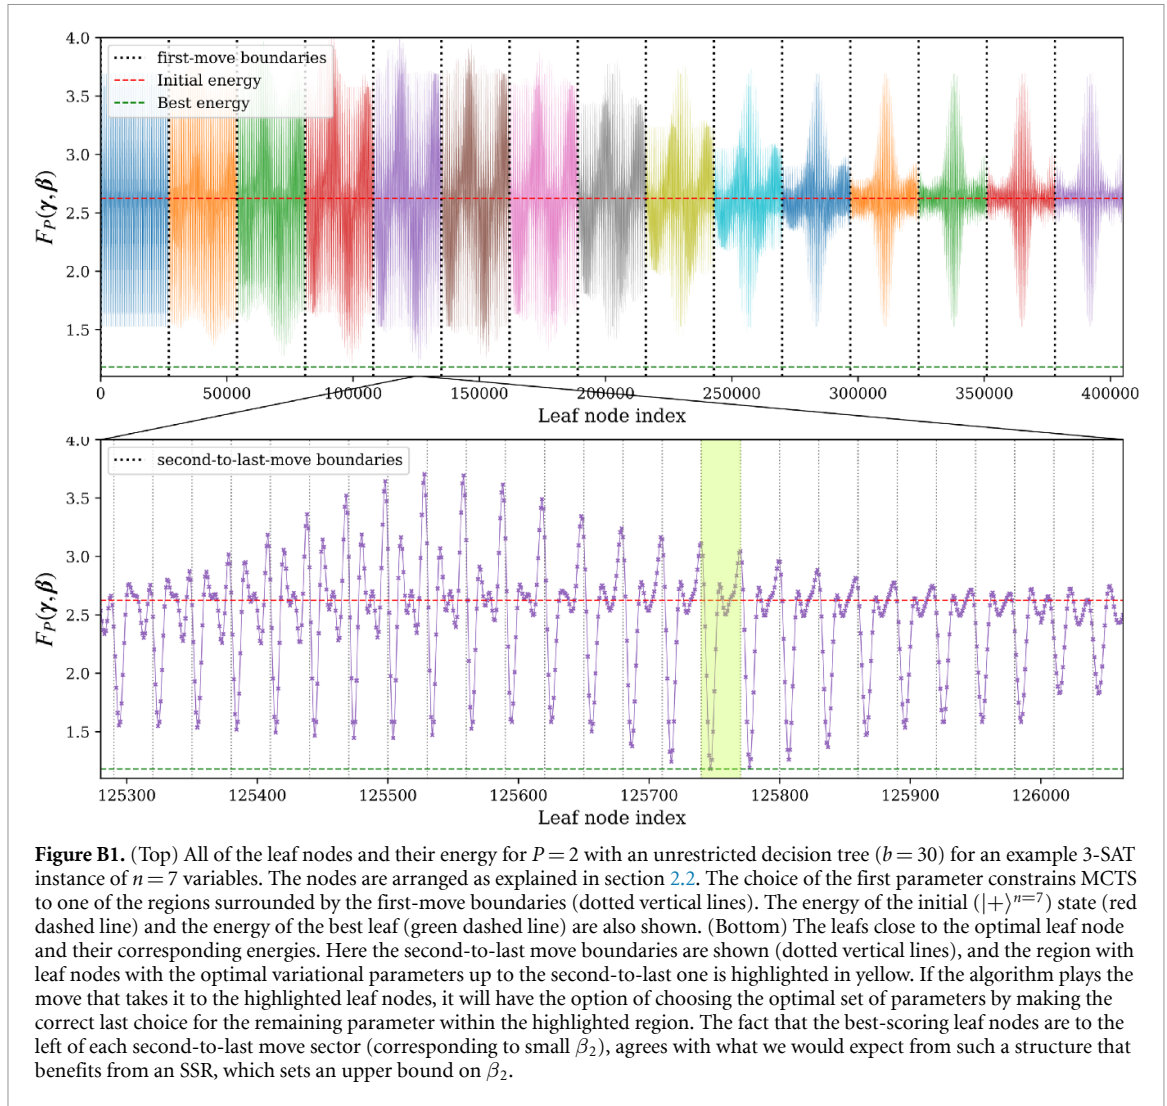 4.0
3.5
3.0
2.5
2.0
1.5
F_P(γ, β)
first-move boundaries
Initial energy
Best energy
0 50000 100000 150000 200000 250000 300000 350000 400000
Leaf node index
4.0
3.5
3.0
2.5
2.0
1.5
F_P(γ, β)
second-to-last-move boundaries
125300 125400 125500 125600 125700 125800 125900 126000
Leaf node index
Figure B1. (Top) All of the leaf nodes and their energy for P = 2 with an unrestricted decision tree (b = 30) for an example 3-SAT
instance of n = 7 variables. The nodes are arranged as explained in section 2.2. The choice of the first parameter constrains MCTS
to one of the regions surrounded by the first-move boundaries (dotted vertical lines). The energy of the initial (|+⟩ⁿ⁼⁷) state (red
dashed line) and the energy of the best leaf (green dashed line) are also shown. (Bottom) The leafs close to the optimal leaf node
and their corresponding energies. Here the second-to-last move boundaries are shown (dotted vertical lines), and the region with
leaf nodes with the optimal variational parameters up to the second-to-last one is highlighted in yellow. If the algorithm plays the
move that takes it to the highlighted leaf nodes, it will have the option of choosing the optimal set of parameters by making the
correct last choice for the remaining parameter within the highlighted region. The fact that the best-scoring leaf nodes are to the
left of each second-to-last move sector (corresponding to small β₂), agrees with what we would expect from such a structure that
benefits from an SSR, which sets an upper bound on β₂.